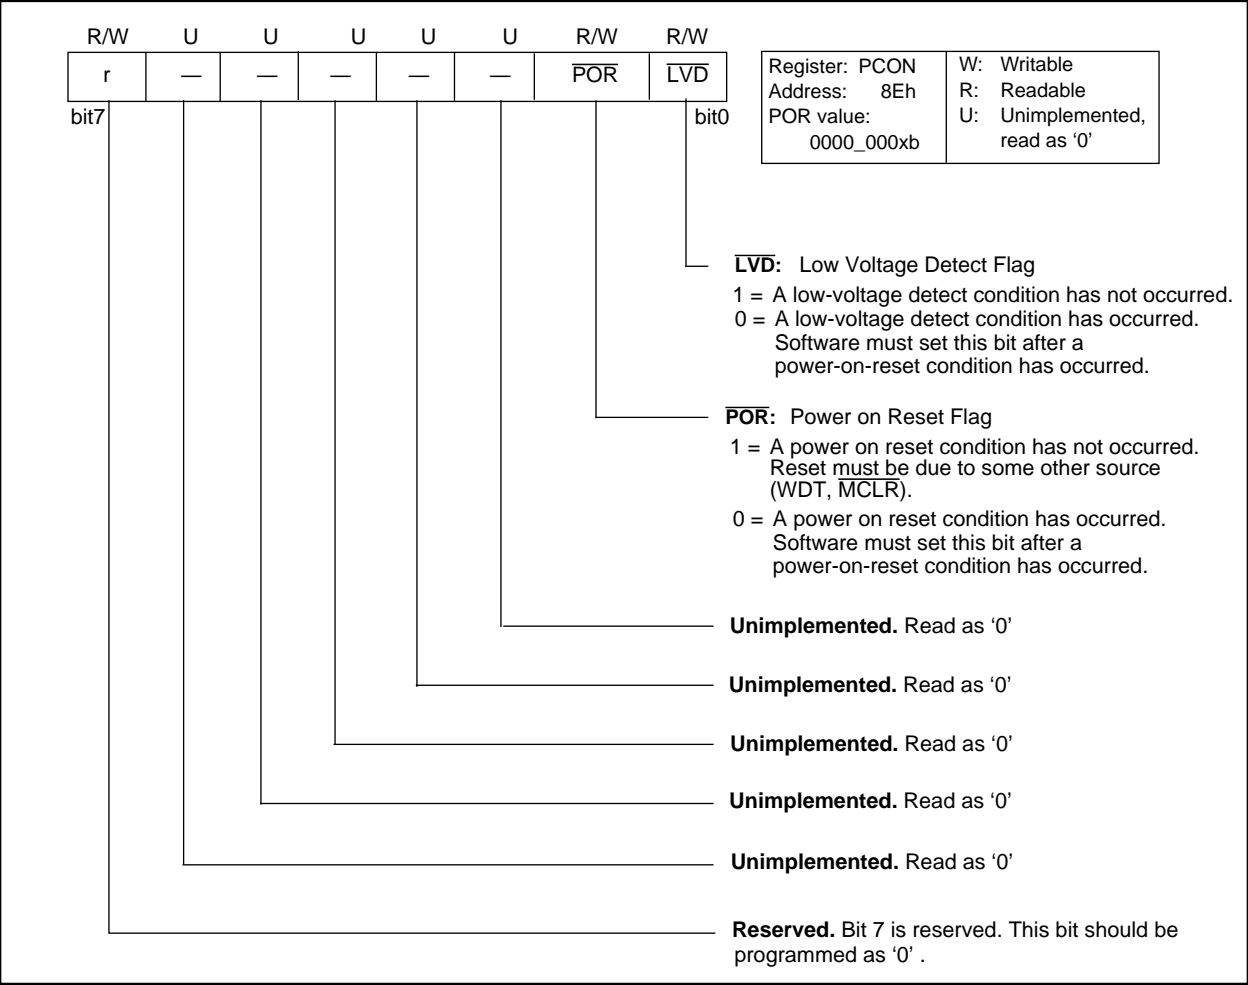 R/W U U U U U R/W R/W
r — — — — — P̅O̅R̅ L̅V̅D̅
bit7 bit0
Register: PCON
Address: 8Eh
POR value:
0000_000xb
W: Writable
R: Readable
U: Unimplemented,
read as ‘0’
L̅V̅D̅: Low Voltage Detect Flag
1 = A low-voltage detect condition has not occurred.
0 = A low-voltage detect condition has occurred.
Software must set this bit after a
power-on-reset condition has occurred.
P̅O̅R̅: Power on Reset Flag
1 = A power on reset condition has not occurred.
Reset must be due to some other source
(WDT, M̅C̅L̅R̅).
0 = A power on reset condition has occurred.
Software must set this bit after a
power-on-reset condition has occurred.
Unimplemented. Read as ‘0’
Unimplemented. Read as ‘0’
Unimplemented. Read as ‘0’
Unimplemented. Read as ‘0’
Unimplemented. Read as ‘0’
Reserved. Bit 7 is reserved. This bit should be
programmed as ‘0’ .